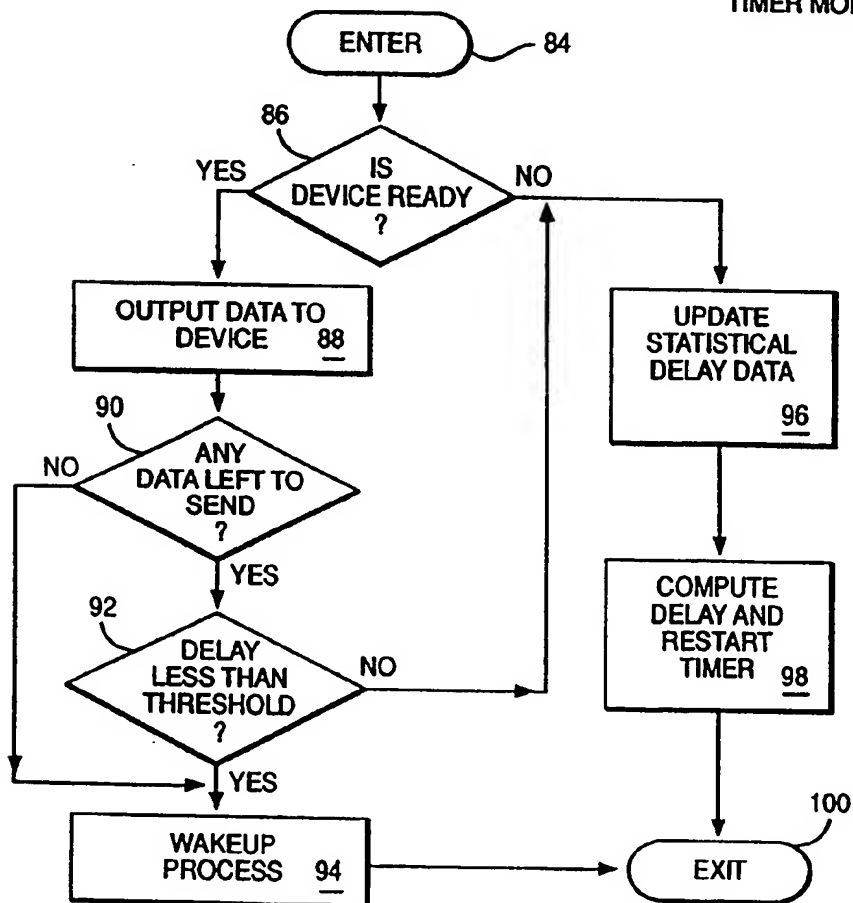 TIMER
ENTER
84
86
IS
DEVICE READY
?
YES
NO
OUTPUT DATA TO
DEVICE 88
UPDATE
STATISTICAL
DELAY DATA
96
90
ANY
DATA LEFT TO
SEND
?
NO
YES
92
DELAY
LESS THAN
THRESHOLD
?
NO
YES
COMPUTE
DELAY AND
RESTART
TIMER 98
WAKEUP
PROCESS 94
100
EXIT